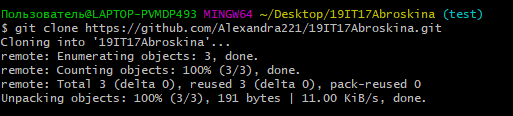 Пользователь@LAPTOP-PVMDP493 MINGW64 ~/Desktop/19IT17Abroskina (test)
$ git clone https://github.com/Alexandra221/19IT17Abroskina.git
Cloning into '19IT17Abroskina'...
remote: Enumerating objects: 3, done.
remote: Counting objects: 100% (3/3), done.
remote: Total 3 (delta 0), reused 3 (delta 0), pack-reused 0
Unpacking objects: 100% (3/3), 191 bytes | 11.00 KiB/s, done.